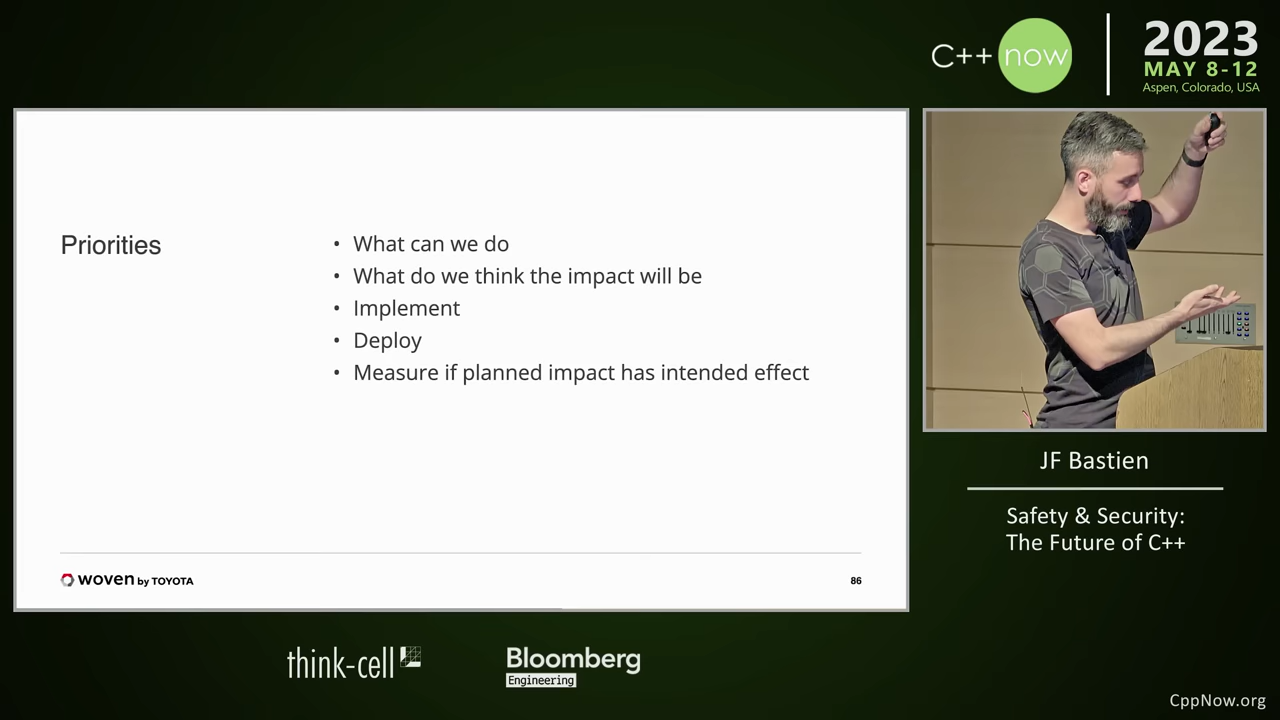 C++ now
2023
MAY 8-12
Aspen, Colorado, USA
Priorities
• What can we do
• What do we think the impact will be
• Implement
• Deploy
• Measure if planned impact has intended effect
woven by TOYOTA
86
JF Bastien
Safety & Security:
The Future of C++
think-cell
Bloomberg
Engineering
CppNow.org